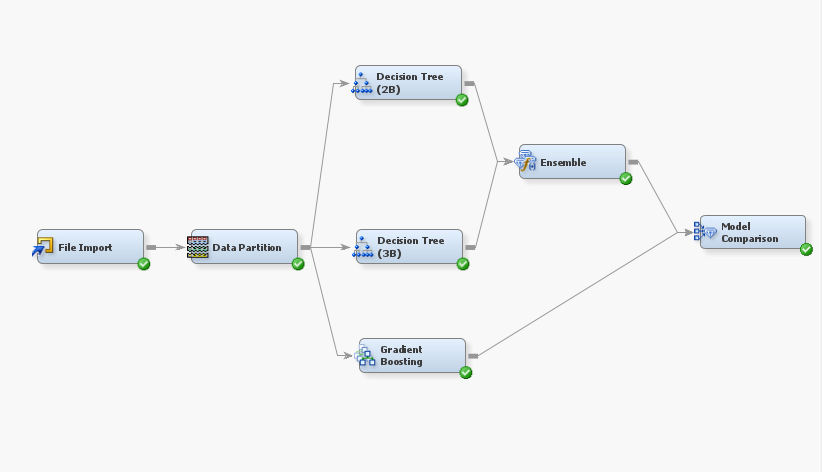 Decision Tree
(2B)
Ensemble
Model
Comparison
File Import
Data Partition
Decision Tree
(3B)
Gradient
Boosting